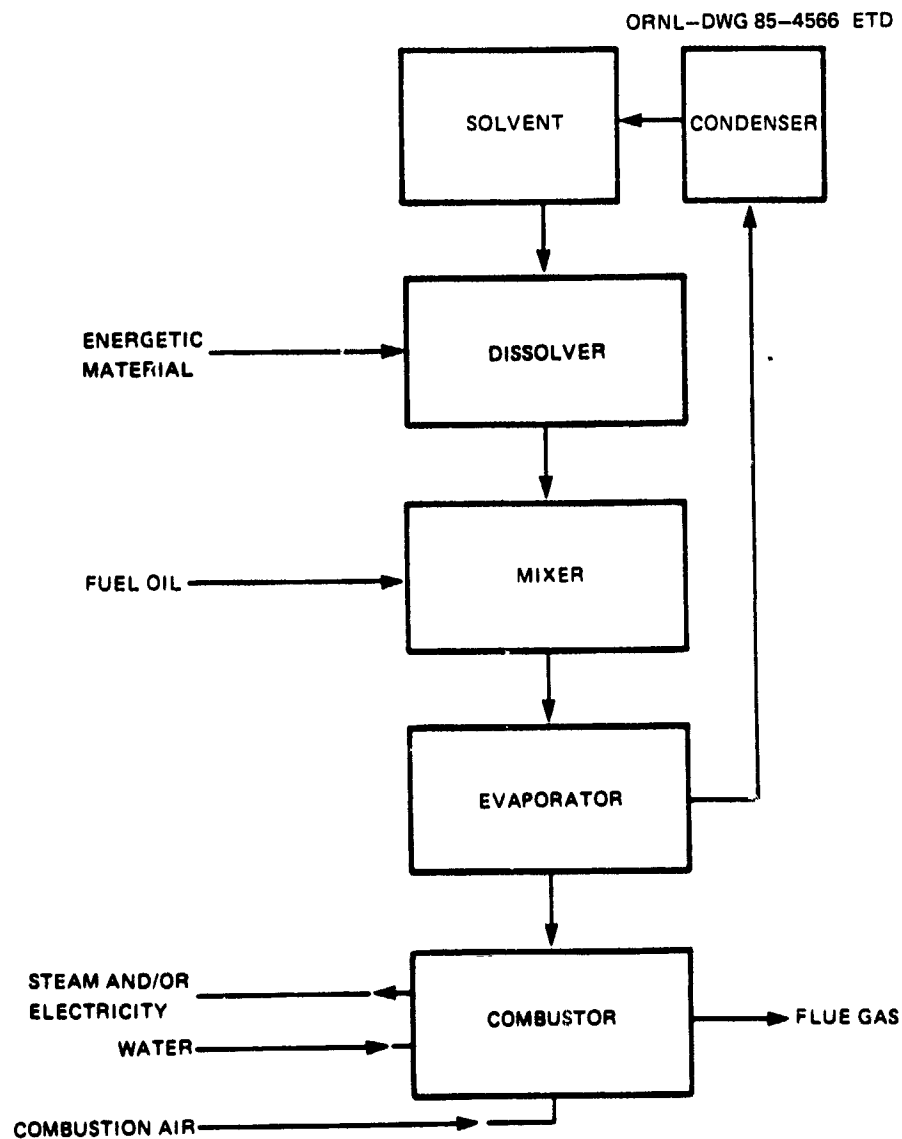 ORNL–DWG 85–4566 ETD
SOLVENT
CONDENSER
ENERGETIC
MATERIAL
DISSOLVER
FUEL OIL
MIXER
EVAPORATOR
STEAM AND/OR
ELECTRICITY
COMBUSTOR
FLUE GAS
WATER
COMBUSTION AIR